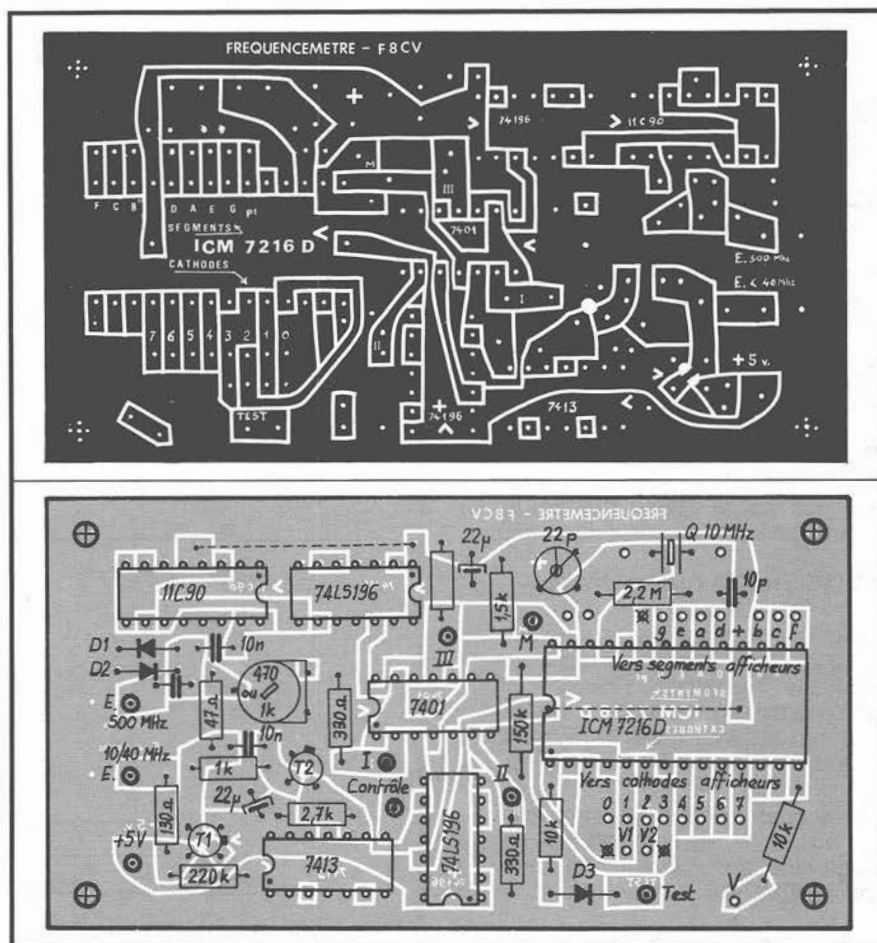 FREQUENCEMETRE - F8CV
+
74196
11C90
M
III
F C B D A E G pt
SEGMENTS
7401
ICM 7216 D
CATHODES
E. 500 Mhz
E. < 40 Mhz
I
7 6 5 4 3 2 1 0
II
+ 5 v.
TEST
+
74196
7413
FREQUENCEMETRE - F8CV
22µ
22p
Q 10 MHz
11C90
74LS196
1,5k
2,2 M
10p
D1
10n
M
g e a d + b c f
D2
III
Vers segments afficheurs
470
ou
1k
E.
500 MHz
47Ω
330Ω
7401
150k
ICM 7216D
10n
10/40 MHz
E.
1k
T2
I
Contrôle
II
Vers cathodes afficheurs
0 1 2 3 4 5 6 7
22µ
2,7k
V1 V2
+5V
T1
74LS196
330Ω
10k
10k
220k
7413
D3
Test
V